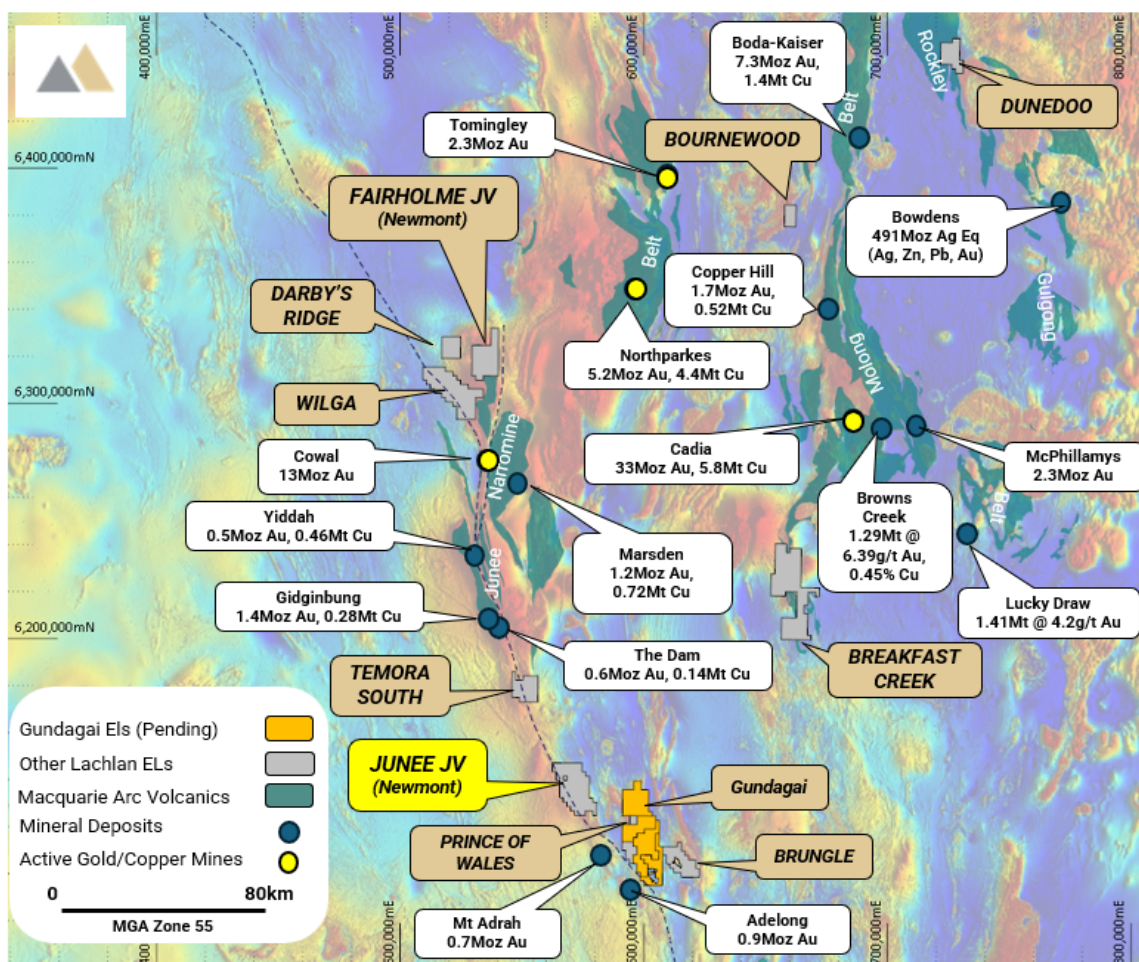 400,000mE
500,000mE
600,000mE
700,000mE
800,000mE
Rockley
Boda-Kaiser
7.3Moz Au,
1.4Mt Cu
Belt
DUNEDOO
Tomingley
2.3Moz Au
BOURNEWOOD
6,400,000mN
FAIRHOLME JV
(Newmont)
Bowdens
491Moz Ag Eq
(Ag, Zn, Pb, Au)
Belt
Copper Hill
1.7Moz Au,
0.52Mt Cu
Gulgong
DARBY'S
RIDGE
Northparkes
5.2Moz Au, 4.4Mt Cu
Molong
6,300,000mN
WILGA
Cowal
13Moz Au
Narromine
Cadia
33Moz Au, 5.8Mt Cu
McPhillamys
2.3Moz Au
Browns
Creek
1.29Mt @
6.39g/t Au,
0.45% Cu
Belt
Yiddah
0.5Moz Au, 0.46Mt Cu
Marsden
1.2Moz Au,
0.72Mt Cu
Junee
Gidginbung
1.4Moz Au, 0.28Mt Cu
Lucky Draw
1.41Mt @ 4.2g/t Au
6,200,000mN
The Dam
0.6Moz Au, 0.14Mt Cu
BREAKFAST
CREEK
TEMORA
SOUTH
Gundagai Els (Pending)
Other Lachlan ELs
Macquarie Arc Volcanics
Mineral Deposits
Active Gold/Copper Mines
0 80km
MGA Zone 55
JUNEE JV
(Newmont)
Gundagai
PRINCE OF
WALES
BRUNGLE
Mt Adrah
0.7Moz Au
Adelong
0.9Moz Au
500,000mE
600,000mE
700,000mE
800,000mE